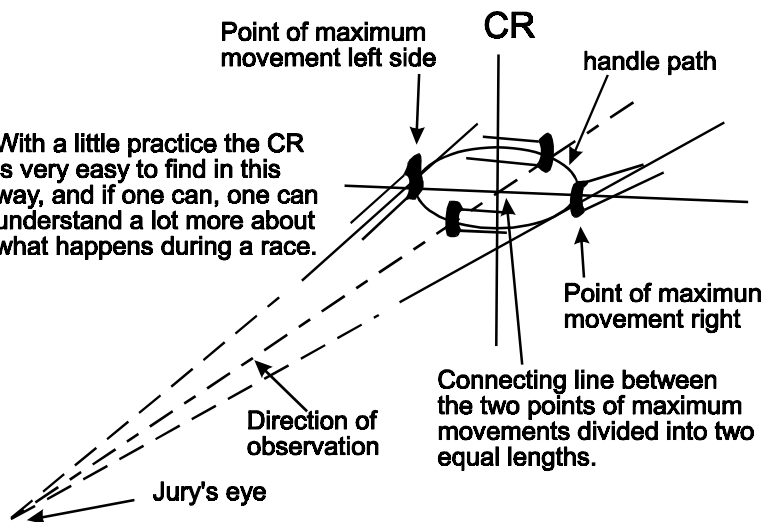 Point of maximum
movement left side
CR
handle path
With a little practice the CR
is very easy to find in this
way, and if one can, one can
understand a lot more about
what happens during a race.
Point of maximun
movement right
Connecting line between
the two points of maximum
movements divided into two
equal lengths.
Direction of
observation
Jury's eye